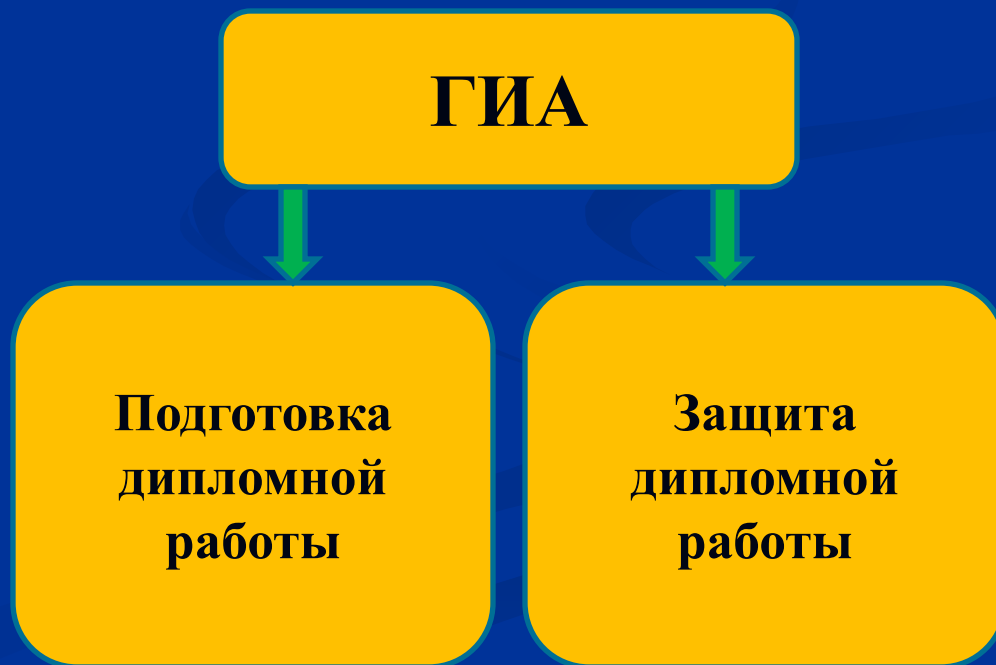 ГИА
Подготовка
дипломной
работы
Защита
дипломной
работы